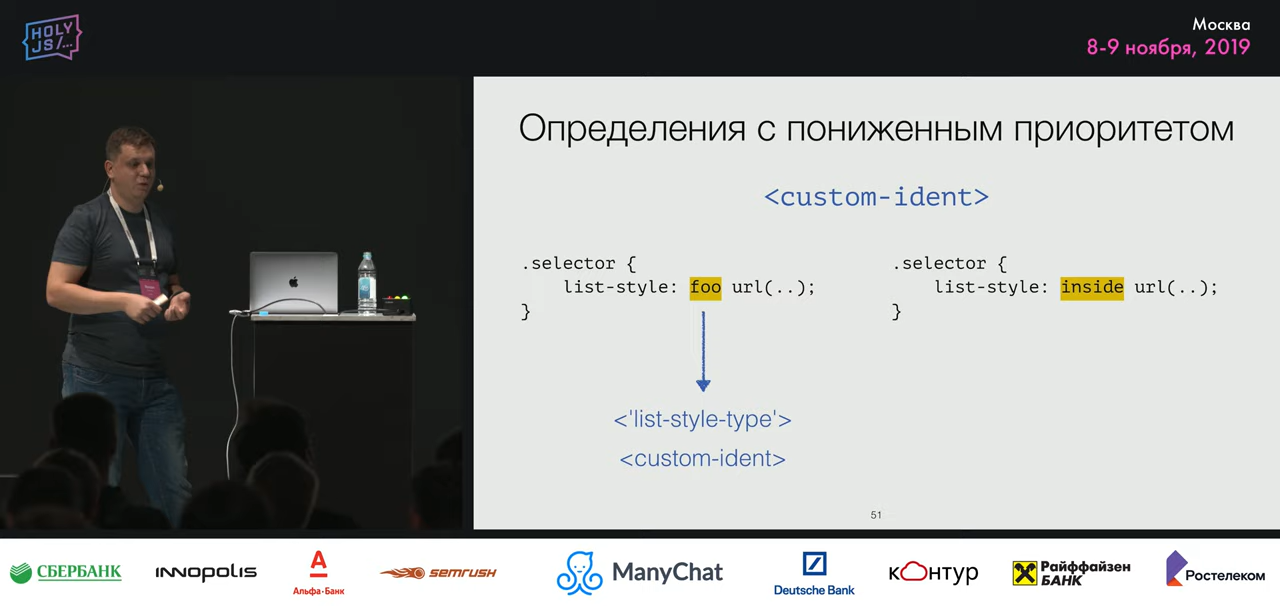 HOLY
JS/...
Москва
8-9 ноября, 2019
Определения с пониженным приоритетом
<custom-ident>
.selector {
list-style: foo url(..);
}
.selector {
list-style: inside url(..);
}
<'list-style-type'>
<custom-ident>
51
СБЕРБАНК
INNOPOLIS
А
Альфа·Банк
semrush
ManyChat
Deutsche Bank
контур
Райффайзен
БАНК
Ростелеком